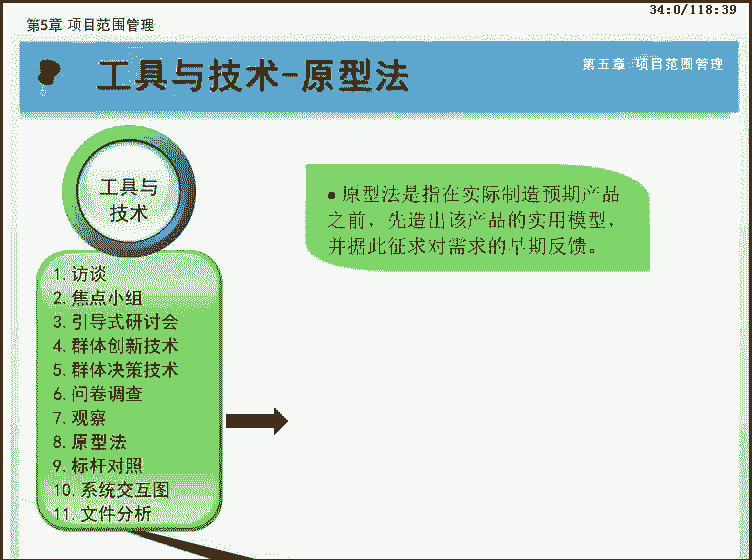 34:0/118:39
第5章 项目范围管理
工具与技术-原型法
第五章 项目范围管理
工具与
技术
• 原型法是指在实际制造预期产品
之前，先造出该产品的实用模型，
并据此征求对需求的早期反馈。
1. 访谈
2. 焦点小组
3. 引导式研讨会
4. 群体创新技术
5. 群体决策技术
6. 问卷调查
7. 观察
8. 原型法
9. 标杆对照
10. 系统交互图
11. 文件分析